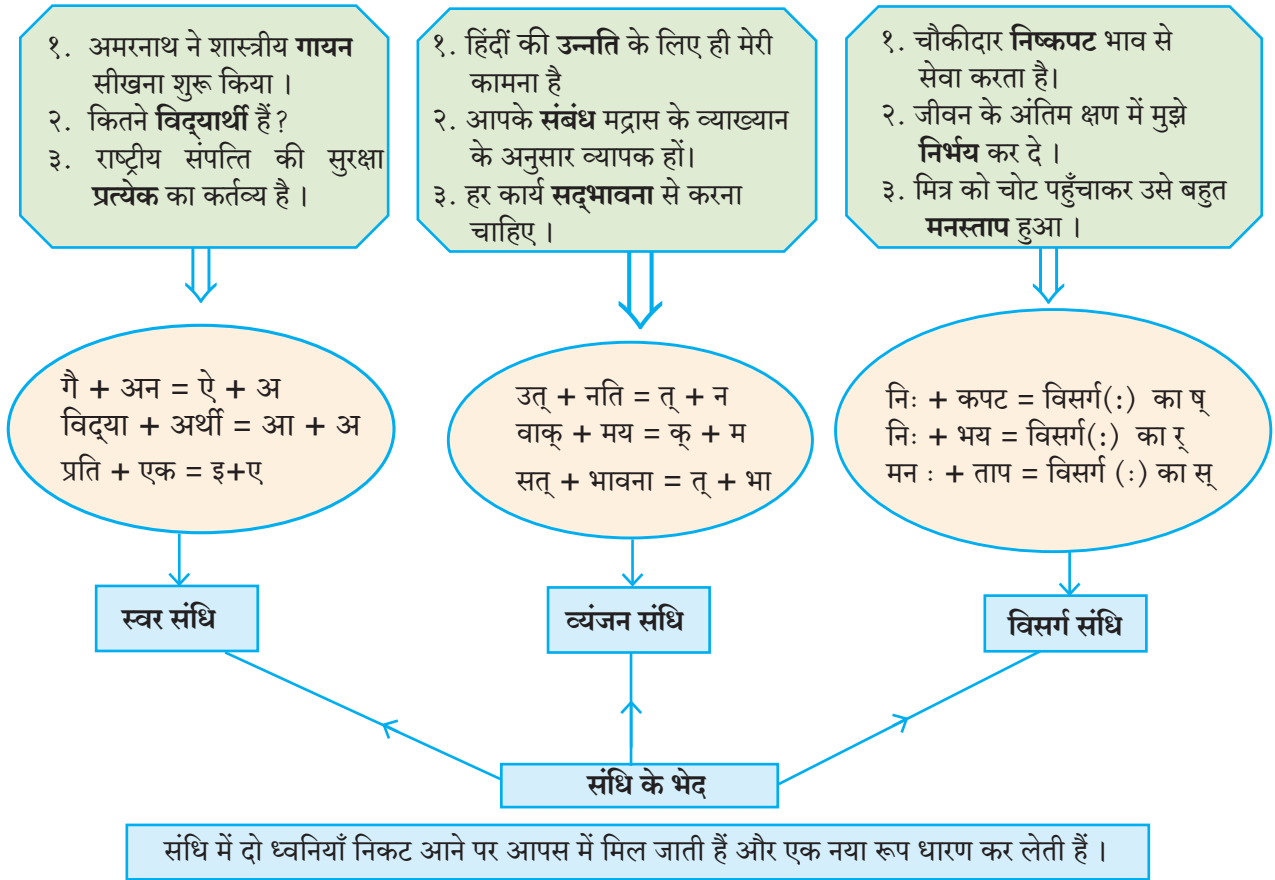 १. अमरनाथ ने शास्त्रीय गायन
सीखना शुरू किया ।
२. कितने विद्‌यार्थी हैं?
३. राष्ट्रीय संपत्ति की सुरक्षा
प्रत्येक का कर्तव्य है ।
१. हिंदीं की उन्नति के लिए ही मेरी
कामना है
२. आपके संबंध मद्रास के व्याख्यान
के अनुसार व्यापक हों।
३. हर कार्य सद्‌भावना से करना
चाहिए ।
१. चौकीदार निष्कपट भाव से
सेवा करता है।
२. जीवन के अंतिम क्षण में मुझे
निर्भय कर दे ।
३. मित्र को चोट पहुँचाकर उसे बहुत
मनस्ताप हुआ ।
गै + अन = ऐ + अ
विद्‌या + अर्थी = आ + अ
प्रति + एक = इ+ए
उत् + नति = त् + न
वाक् + मय = क् + म
सत् + भावना = त् + भा
निः + कपट = विसर्ग(:) का ष्
निः + भय = विसर्ग(:) का र्
मन : + ताप = विसर्ग (:) का स्
स्वर संधि
व्यंजन संधि
विसर्ग संधि
संधि के भेद
संधि में दो ध्वनियाँ निकट आने पर आपस में मिल जाती हैं और एक नया रूप धारण कर लेती हैं ।